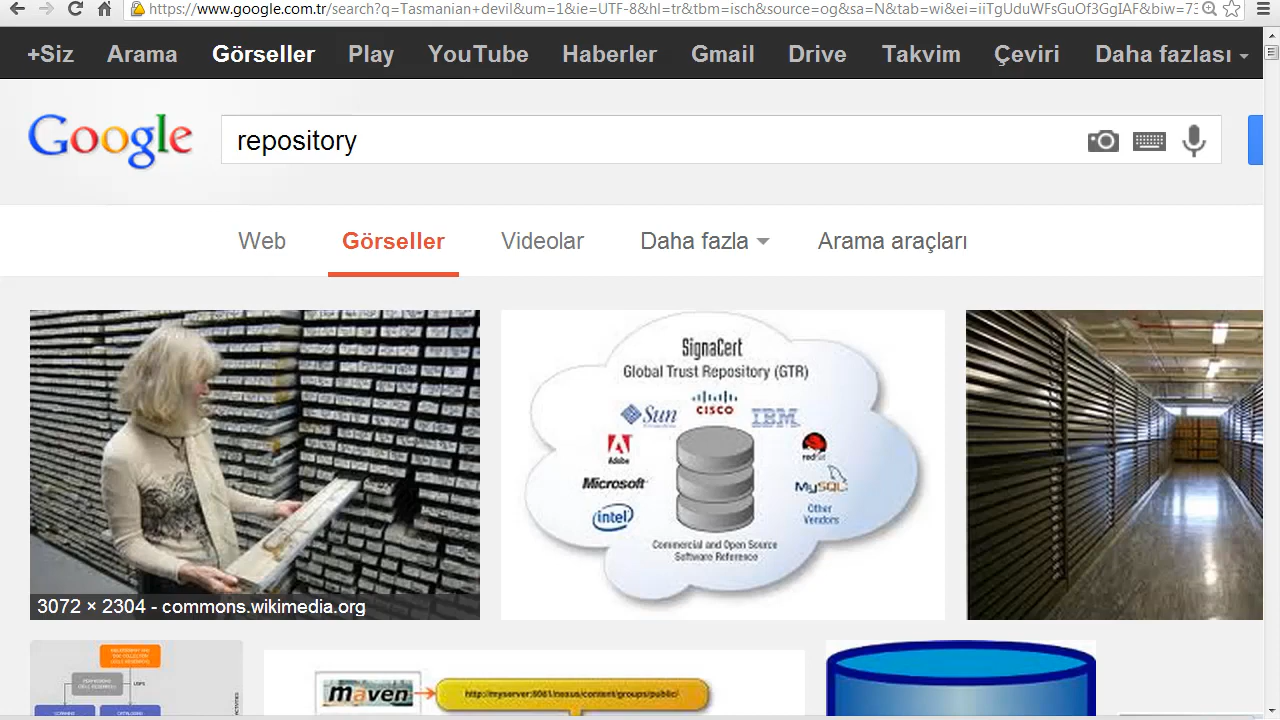 https://www.google.com.tr/search?q=Tasmanian+devil&um=1&ie=UTF-8&hl=tr&tbm=isch&source=og&sa=N&tab=wi&ei=iiTgUduWFsGuOf3GgIAF&biw=73
+Siz Arama Görseller Play YouTube Haberler Gmail Drive Takvim Çeviri Daha fazlası
Google
repository
Web Görseller Videolar Daha fazla Arama araçları
SignaCert
Global Trust Repository (GTR)
Sun CISCO IBM
Adobe redhat
Microsoft MySQL
intel Other
Vendors
Commercial and Open Source
Software Reference
3072 × 2304 - commons.wikimedia.org
maven http://myserver:8081/nexus/content/groups/public/